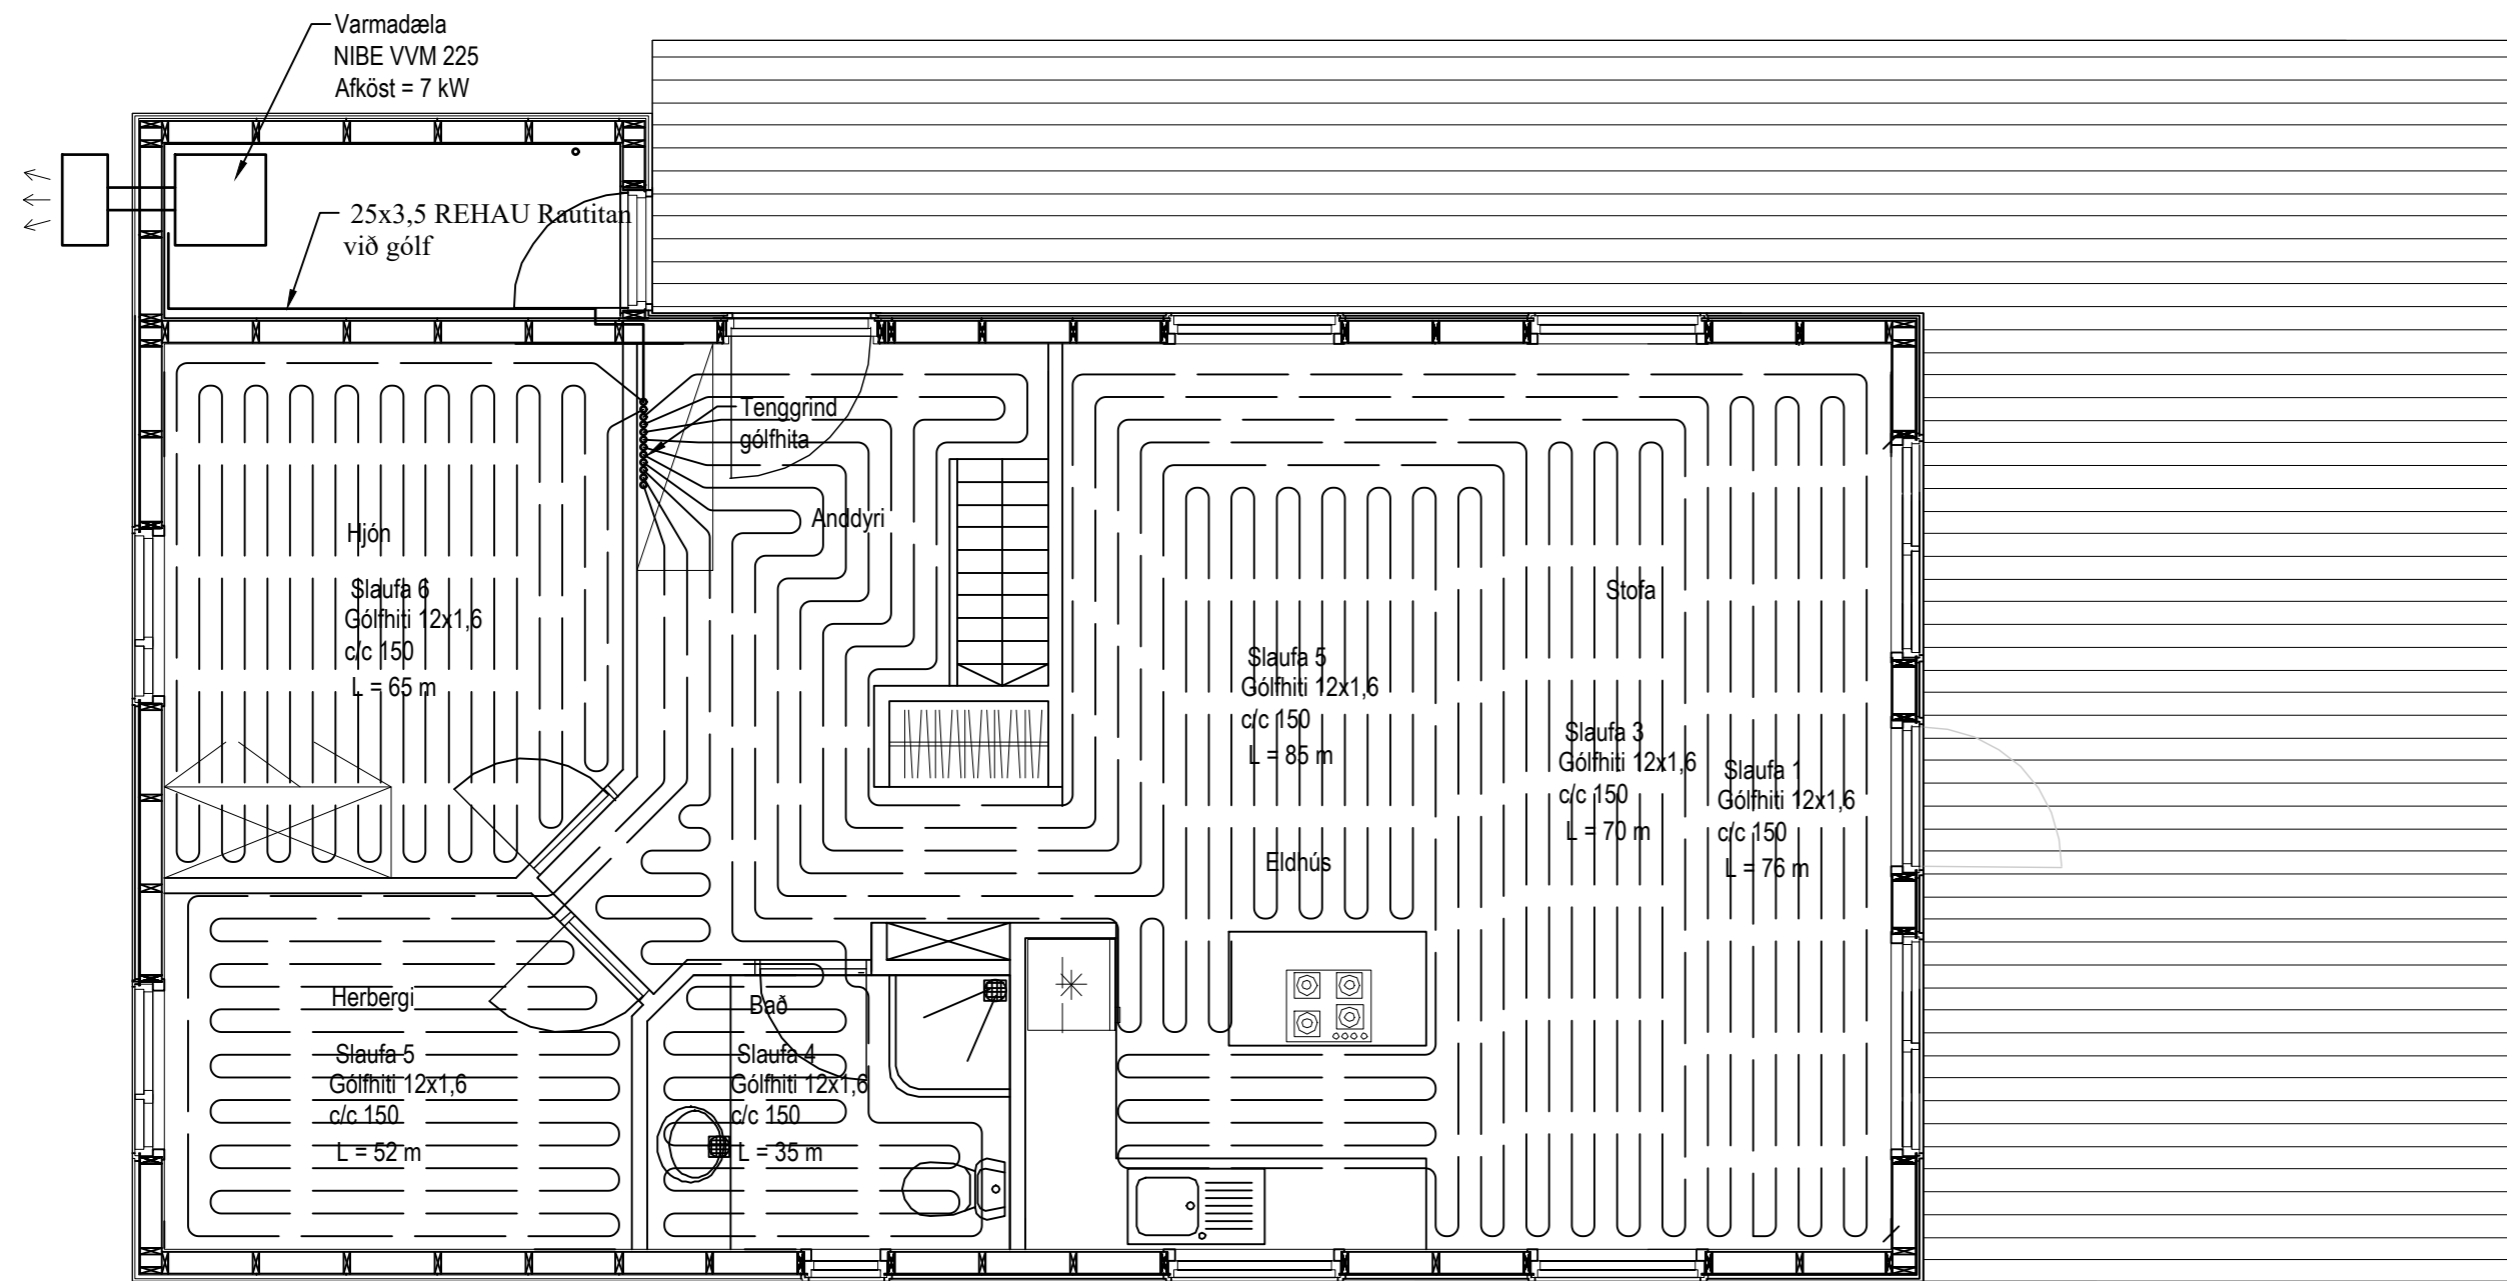 Varmadæla
NIBE VVM 225
Afköst = 7 kW
25x3,5 REHAU Rautitan
við gólf
Tenggrind
gólfhita
Anddyri
Hjón
Slaufa 6
Gólfhiti 12x1,6
c/c 150
L = 65 m
Stofa
Slaufa 5
Gólfhiti 12x1,6
c/c 150
L = 85 m
Slaufa 3
Gólfhiti 12x1,6
c/c 150
L = 70 m
Slaufa 1
Gólfhiti 12x1,6
c/c 150
L = 76 m
Eldhús
Herbergi
Slaufa 5
Gólfhiti 12x1,6
c/c 150
L = 52 m
Bað
Slaufa 4
Gólfhiti 12x1,6
c/c 150
L = 35 m